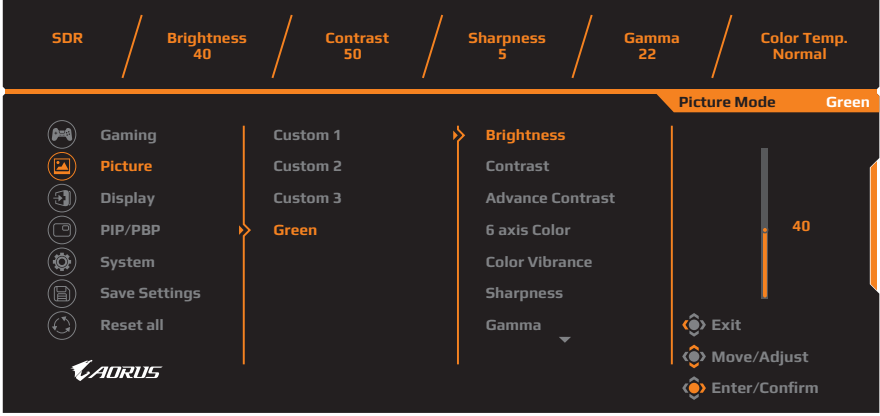 SDR
Brightness
40
Contrast
50
Sharpness
5
Gamma
22
Color Temp.
Normal
Picture Mode Green
Gaming
Picture
Display
PIP/PBP
System
Save Settings
Reset all
Custom 1
Custom 2
Custom 3
Green
Brightness
Contrast
Advance Contrast
6 axis Color
Color Vibrance
Sharpness
Gamma
40
Exit
Move/Adjust
Enter/Confirm
AORUS